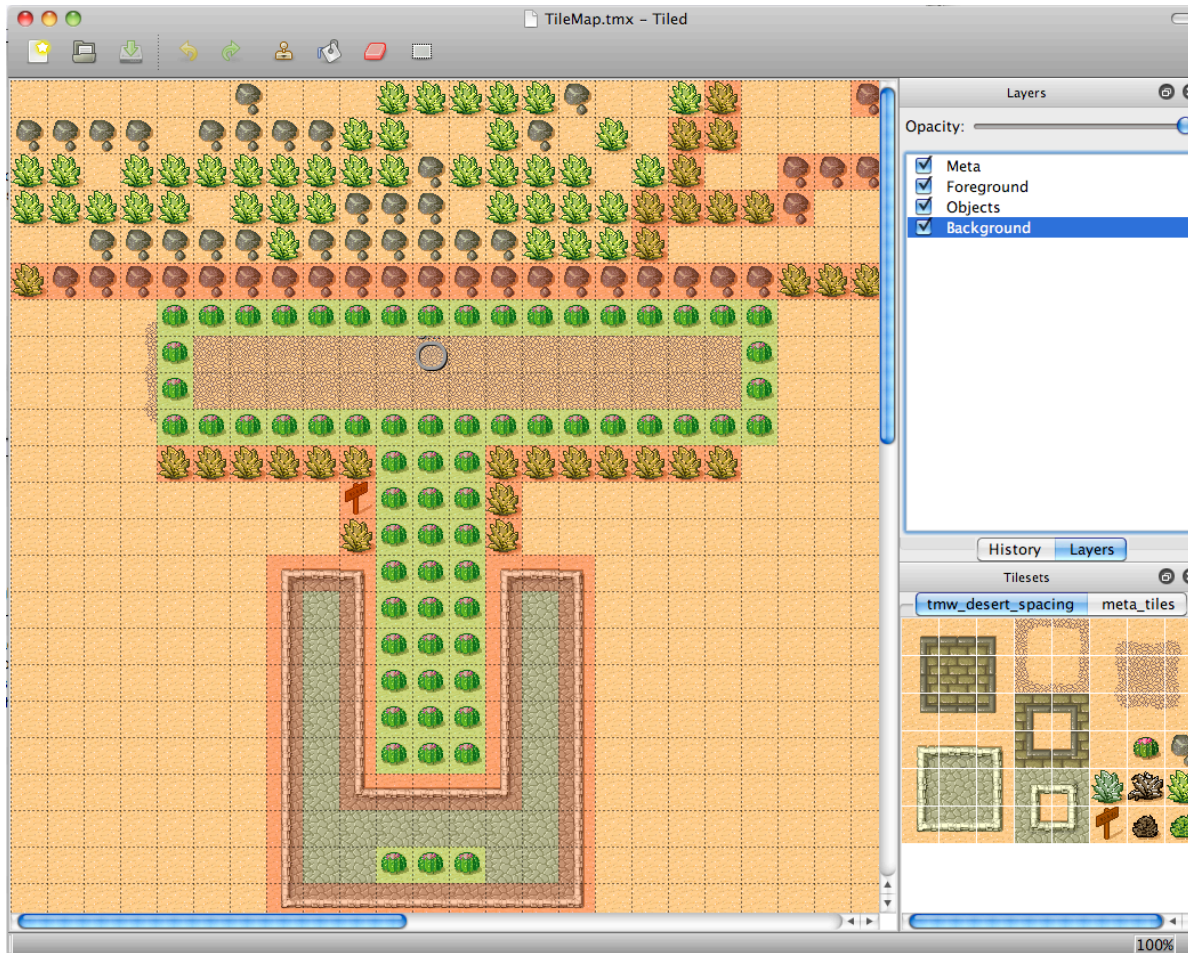 TileMap.tmx - Tiled
Layers
Opacity:
Meta
Foreground
Objects
Background
History Layers
Tilesets
tmw_desert_spacing meta_tiles
100%